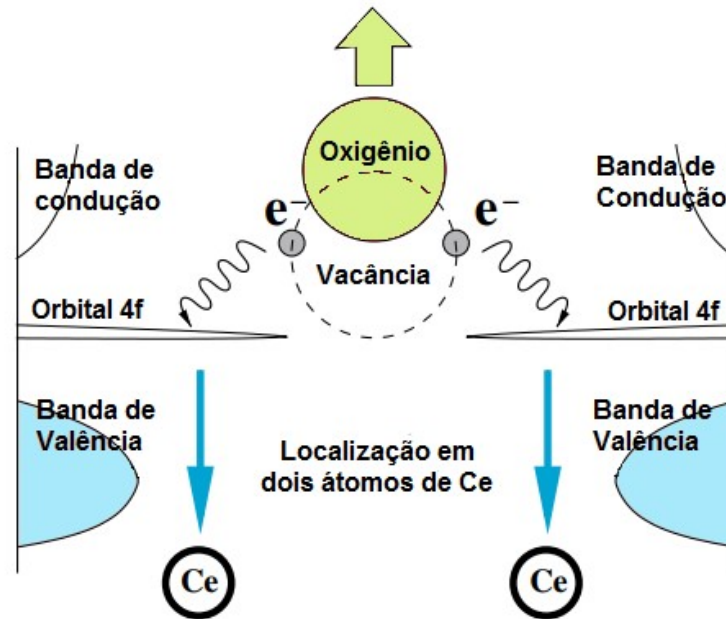 Oxigênio
Banda de
condução
Banda de
Condução
e⁻
e⁻
Vacância
Orbital 4f
Orbital 4f
Banda de
Valência
Banda de
Valência
Localização em
dois átomos de Ce
Ce
Ce